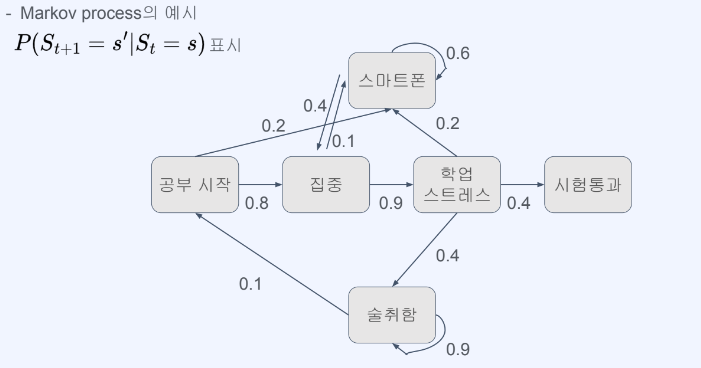 - Markov process의 예시
P(S_{t+1} = s'|S_t = s) 표시
0.6
스마트폰
0.4
0.2
0.1
0.2
공부 시작
0.8
집중
0.9
학업
스트레스
0.4
시험통과
0.4
0.1
술취함
0.9